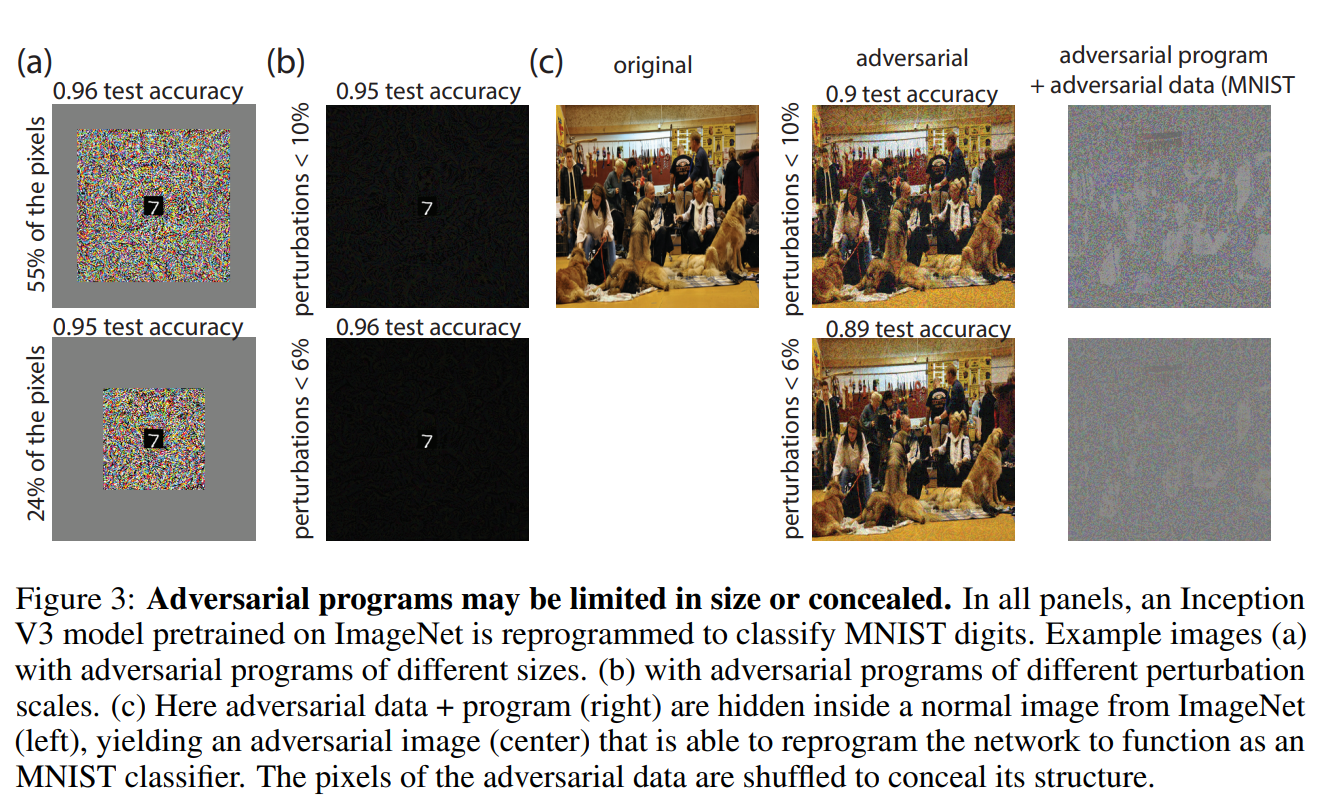 (a)
0.96 test accuracy
55% of the pixels
7
0.95 test accuracy
24% of the pixels
7
(b)
0.95 test accuracy
perturbations < 10%
7
0.96 test accuracy
perturbations < 6%
7
(c)
original
adversarial
0.9 test accuracy
perturbations < 10%
0.89 test accuracy
perturbations < 6%
adversarial program
+ adversarial data (MNIST
Figure 3: Adversarial programs may be limited in size or concealed. In all panels, an Inception
V3 model pretrained on ImageNet is reprogrammed to classify MNIST digits. Example images (a)
with adversarial programs of different sizes. (b) with adversarial programs of different perturbation
scales. (c) Here adversarial data + program (right) are hidden inside a normal image from ImageNet
(left), yielding an adversarial image (center) that is able to reprogram the network to function as an
MNIST classifier. The pixels of the adversarial data are shuffled to conceal its structure.